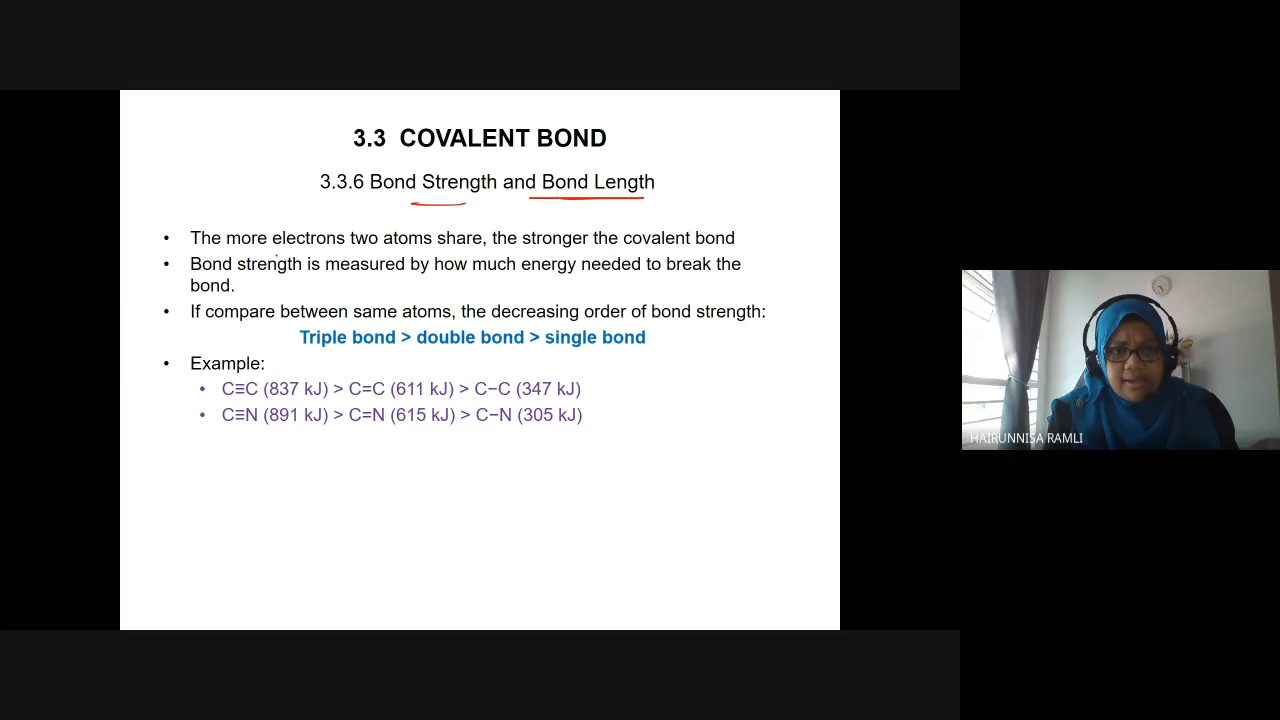 3.3 COVALENT BOND
3.3.6 Bond Strength and Bond Length
• The more electrons two atoms share, the stronger the covalent bond
• Bond strength is measured by how much energy needed to break the
bond.
• If compare between same atoms, the decreasing order of bond strength:
Triple bond > double bond > single bond
• Example:
• C≡C (837 kJ) > C=C (611 kJ) > C−C (347 kJ)
• C≡N (891 kJ) > C=N (615 kJ) > C−N (305 kJ)
HAIRUNNISA RAMLI